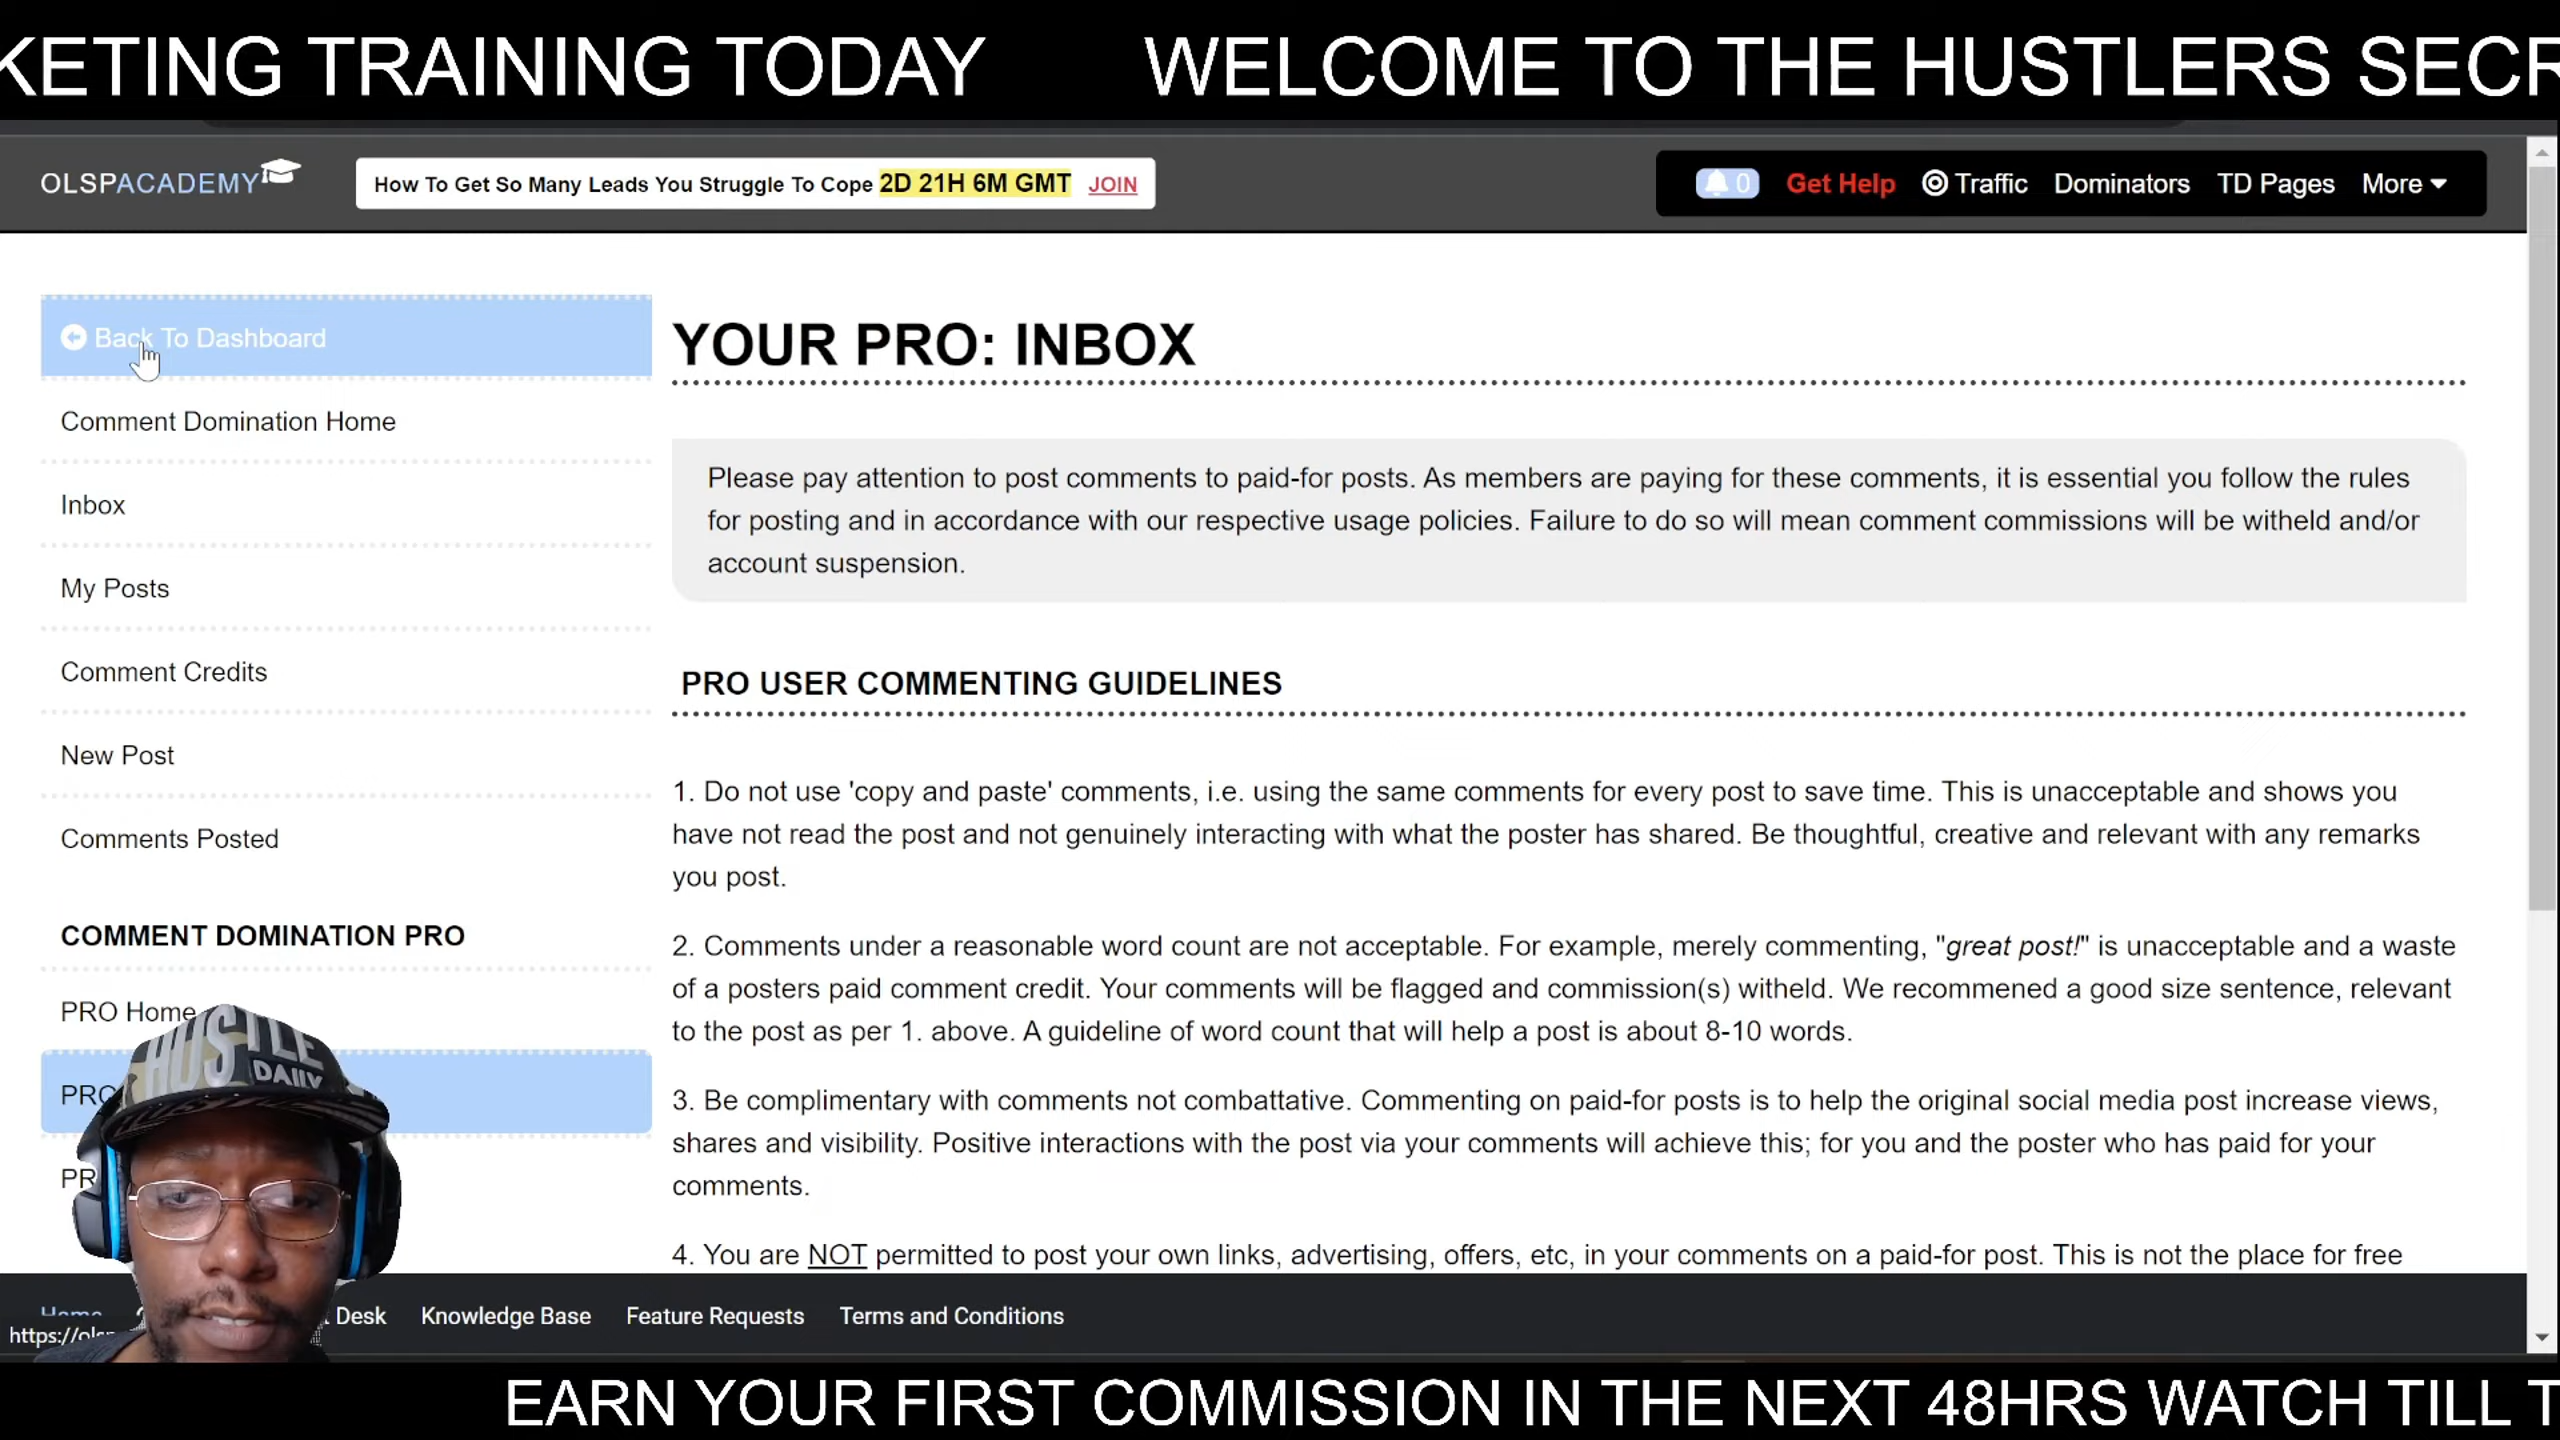 KETING TRAINING TODAY WELCOME TO THE HUSTLERS SECR
OLSPACADEMY
How To Get So Many Leads You Struggle To Cope 2D 21H 6M GMT JOIN
0 Get Help Traffic Dominators TD Pages More
Back To Dashboard
Comment Domination Home
Inbox
My Posts
Comment Credits
New Post
Comments Posted
COMMENT DOMINATION PRO
PRO Home
PRO
PR
YOUR PRO: INBOX
Please pay attention to post comments to paid-for posts. As members are paying for these comments, it is essential you follow the rules
for posting and in accordance with our respective usage policies. Failure to do so will mean comment commissions will be witheld and/or
account suspension.
PRO USER COMMENTING GUIDELINES
1. Do not use 'copy and paste' comments, i.e. using the same comments for every post to save time. This is unacceptable and shows you
have not read the post and not genuinely interacting with what the poster has shared. Be thoughtful, creative and relevant with any remarks
you post.
2. Comments under a reasonable word count are not acceptable. For example, merely commenting, "great post!" is unacceptable and a waste
of a posters paid comment credit. Your comments will be flagged and commission(s) witheld. We recommened a good size sentence, relevant
to the post as per 1. above. A guideline of word count that will help a post is about 8-10 words.
3. Be complimentary with comments not combattative. Commenting on paid-for posts is to help the original social media post increase views,
shares and visibility. Positive interactions with the post via your comments will achieve this; for you and the poster who has paid for your
comments.
4. You are NOT permitted to post your own links, advertising, offers, etc, in your comments on a paid-for post. This is not the place for free
HUSTLE
DAILY
Home Desk Knowledge Base Feature Requests Terms and Conditions
https://ols
EARN YOUR FIRST COMMISSION IN THE NEXT 48HRS WATCH TILL T